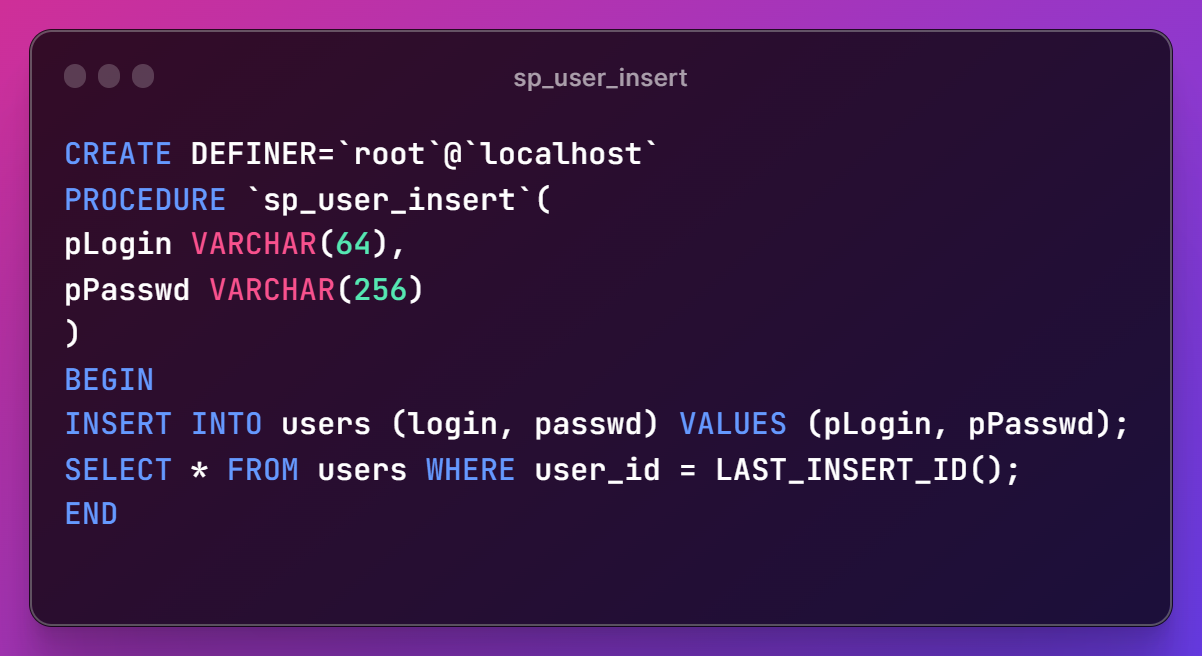 sp_user_insert
CREATE DEFINER=`root`@`localhost`
PROCEDURE `sp_user_insert`(
pLogin VARCHAR(64),
pPasswd VARCHAR(256)
)
BEGIN
INSERT INTO users (login, passwd) VALUES (pLogin, pPasswd);
SELECT * FROM users WHERE user_id = LAST_INSERT_ID();
END